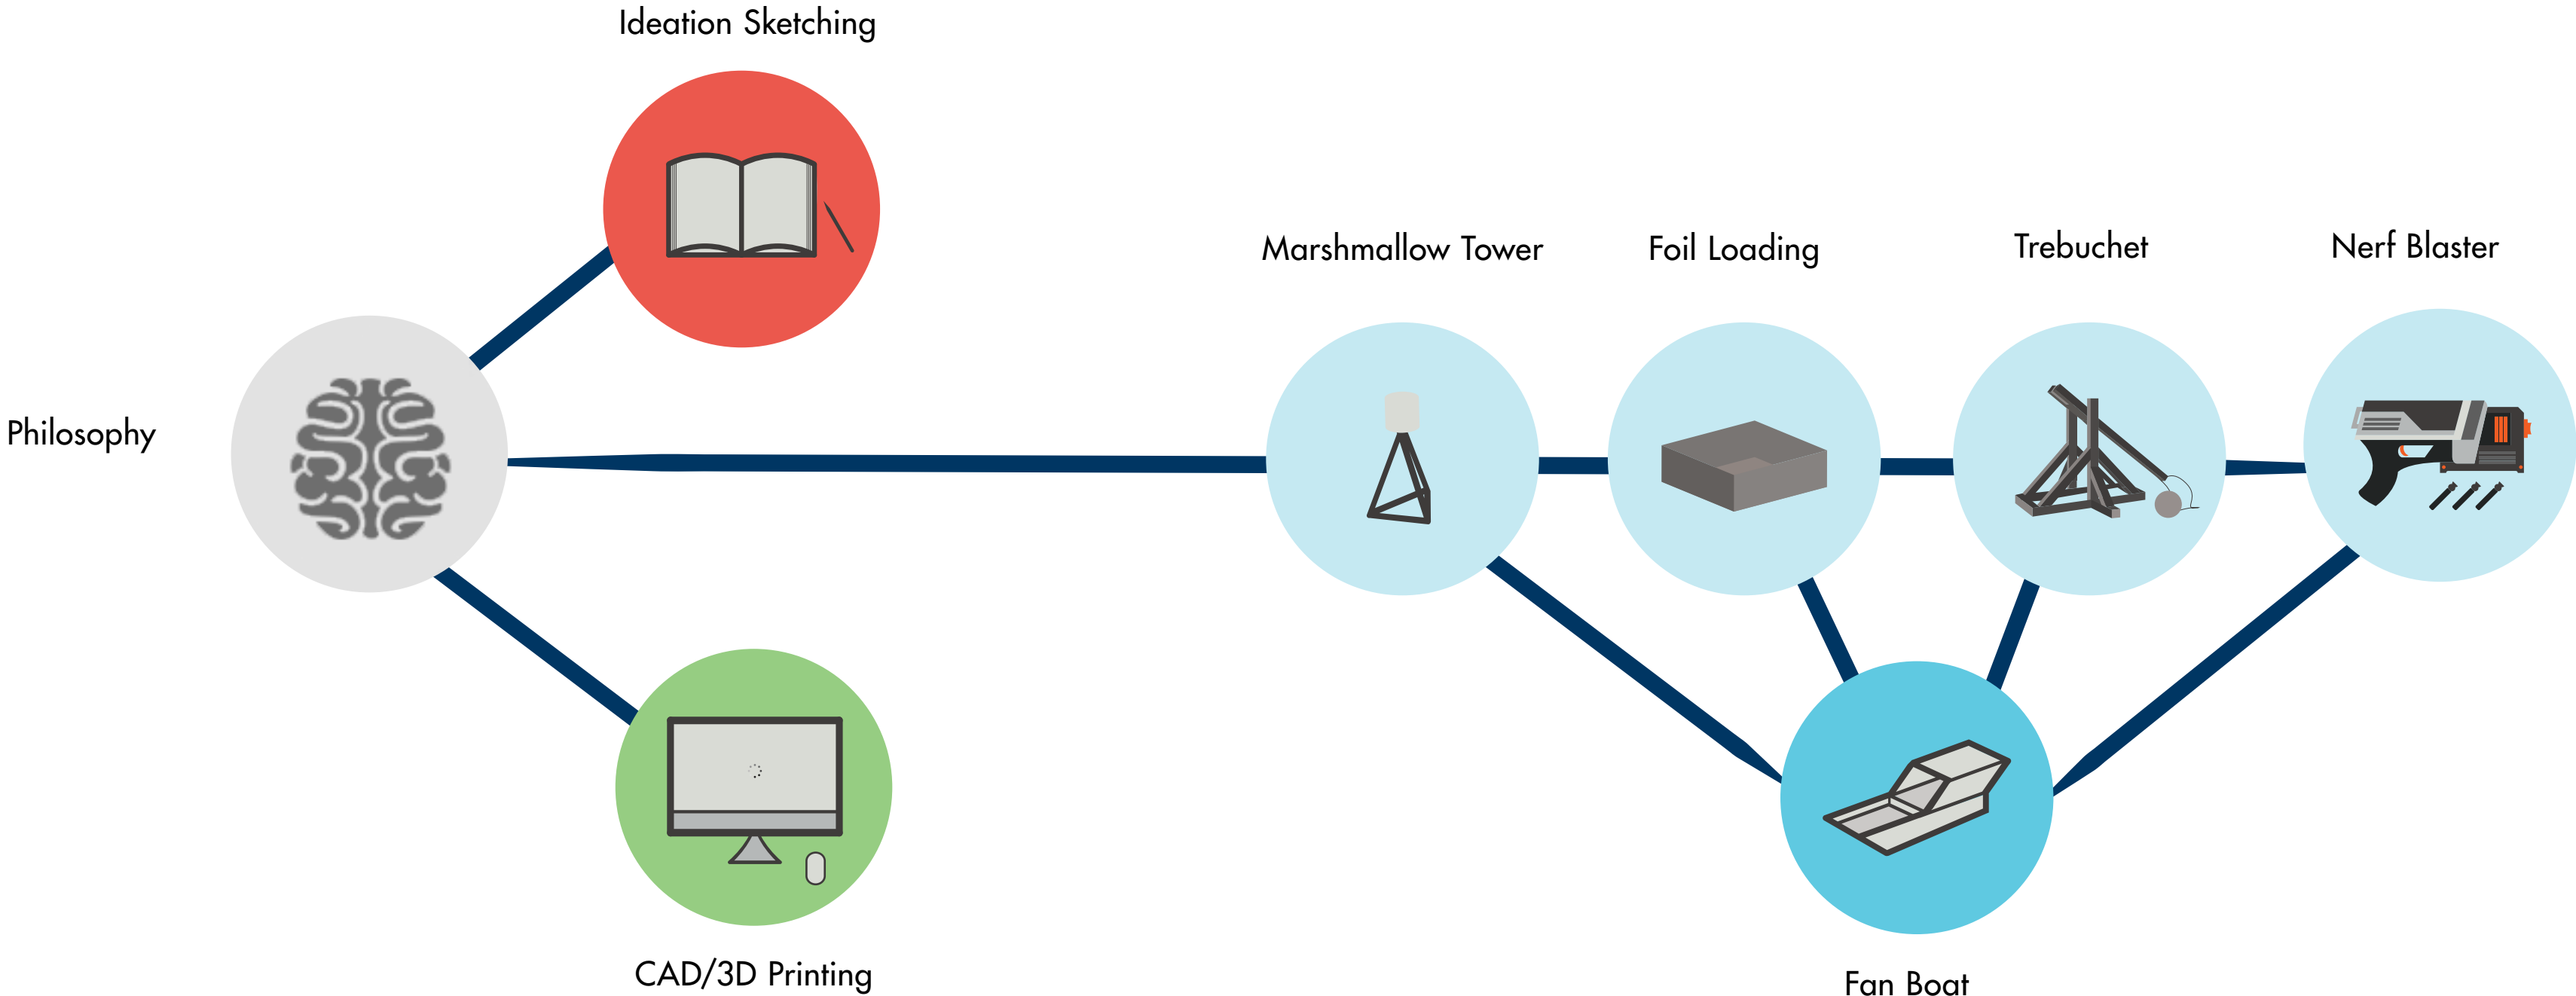 Ideation Sketching
Marshmallow Tower
Foil Loading
Trebuchet
Nerf Blaster
Philosophy
CAD/3D Printing
Fan Boat